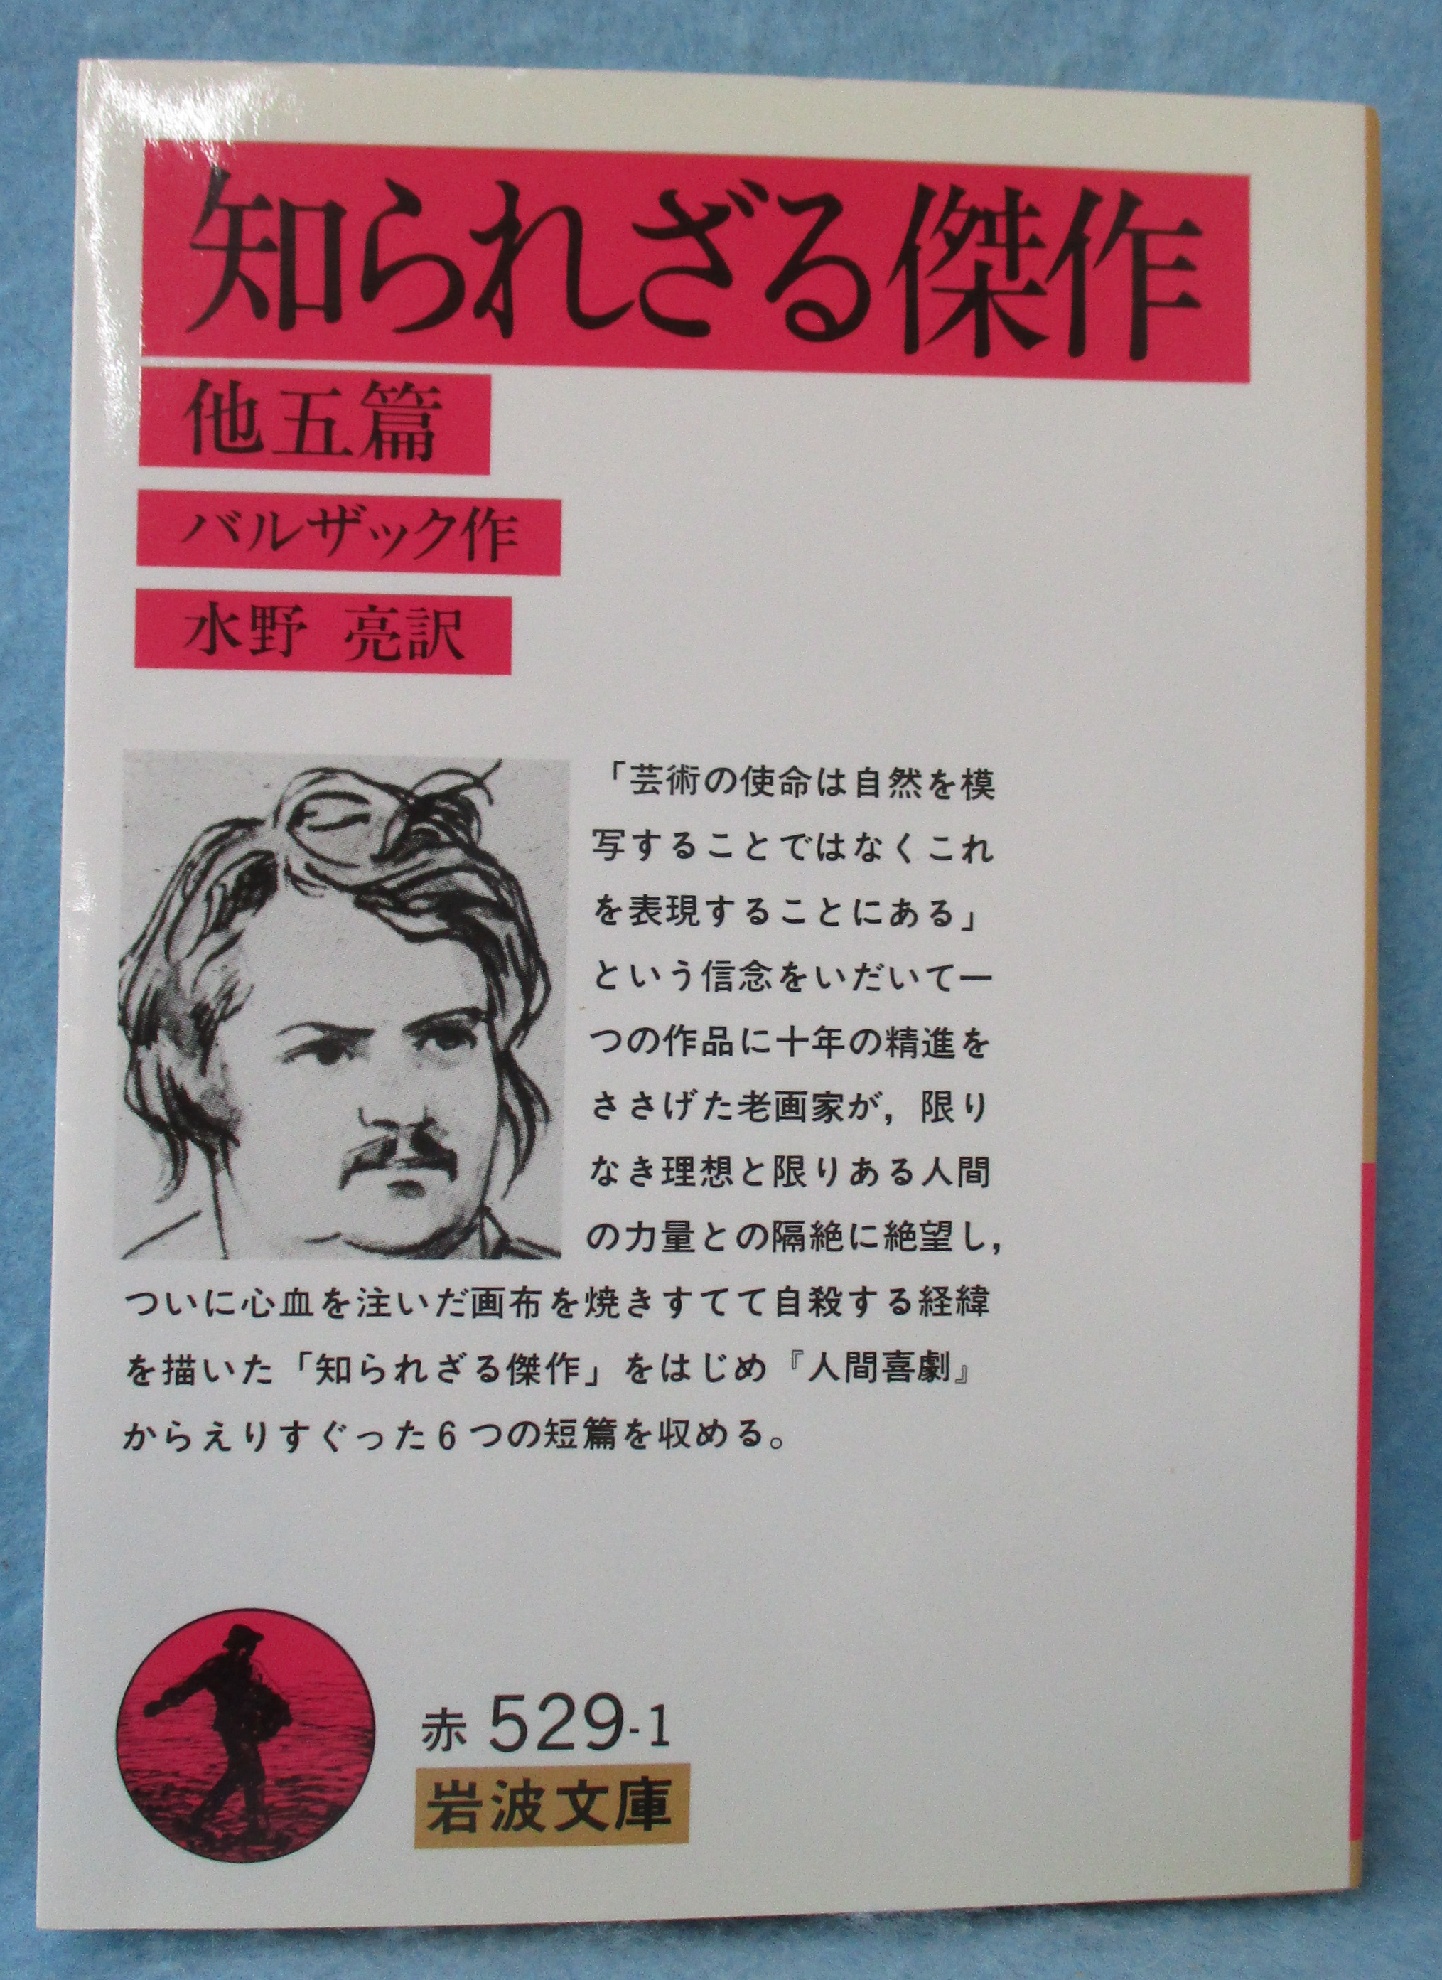 知られざる傑作
他五篇
バルザック作
水野 亮訳
「芸術の使命は自然を模
写することではなくこれ
を表現することにある」
という信念をいだいて一
つの作品に十年の精進を
ささげた老画家が，限り
なき理想と限りある人間
の力量との隔絶に絶望し，
ついに心血を注いだ画布を焼きすてて自殺する経緯
を描いた「知られざる傑作」をはじめ『人間喜劇』
からえりすぐった6つの短篇を収める。
赤 529-1
岩波文庫